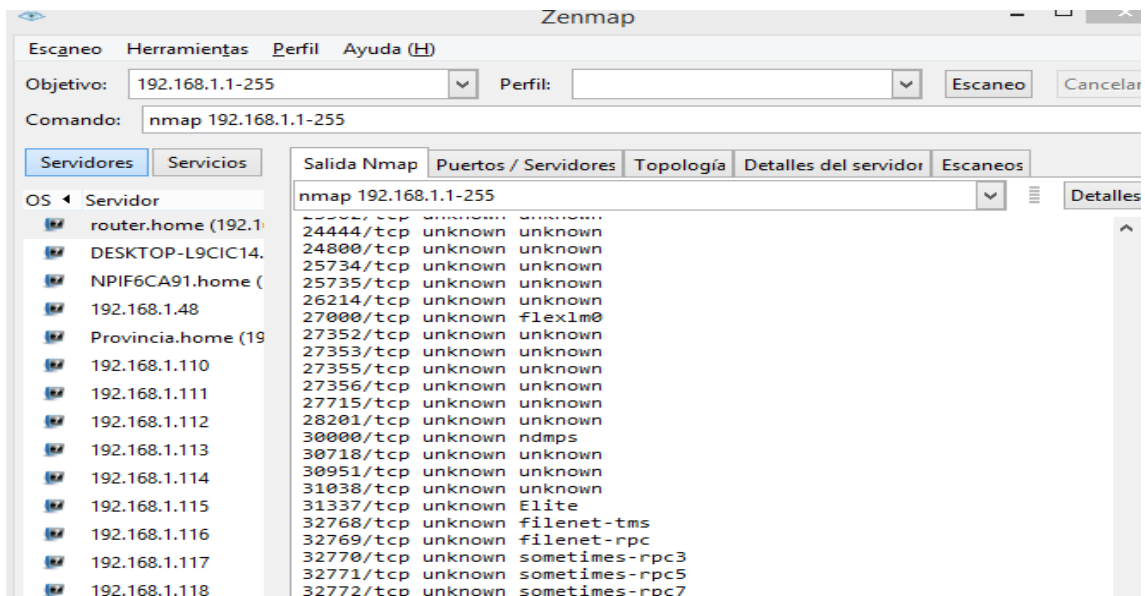 Zenmap
Escaneo Herramientas Perfil Ayuda (H)
Objetivo: 192.168.1.1-255 Perfil: Escaneo Cancelar
Comando: nmap 192.168.1.1-255
Servidores Servicios
Salida Nmap Puertos / Servidores Topología Detalles del servidor Escaneos
OS Servidor
nmap 192.168.1.1-255 Detalles
router.home (192.1
DESKTOP-L9CIC14.
NPIF6CA91.home (
192.168.1.48
Provincia.home (19
192.168.1.110
192.168.1.111
192.168.1.112
192.168.1.113
192.168.1.114
192.168.1.115
192.168.1.116
192.168.1.117
192.168.1.118
24444/tcp unknown unknown
24800/tcp unknown unknown
25734/tcp unknown unknown
25735/tcp unknown unknown
26214/tcp unknown unknown
27000/tcp unknown flexlm0
27352/tcp unknown unknown
27353/tcp unknown unknown
27355/tcp unknown unknown
27356/tcp unknown unknown
27715/tcp unknown unknown
28201/tcp unknown unknown
30000/tcp unknown ndmps
30718/tcp unknown unknown
30951/tcp unknown unknown
31038/tcp unknown unknown
31337/tcp unknown Elite
32768/tcp unknown filenet-tms
32769/tcp unknown filenet-rpc
32770/tcp unknown sometimes-rpc3
32771/tcp unknown sometimes-rpc5
32772/tcp unknown sometimes-rpc7